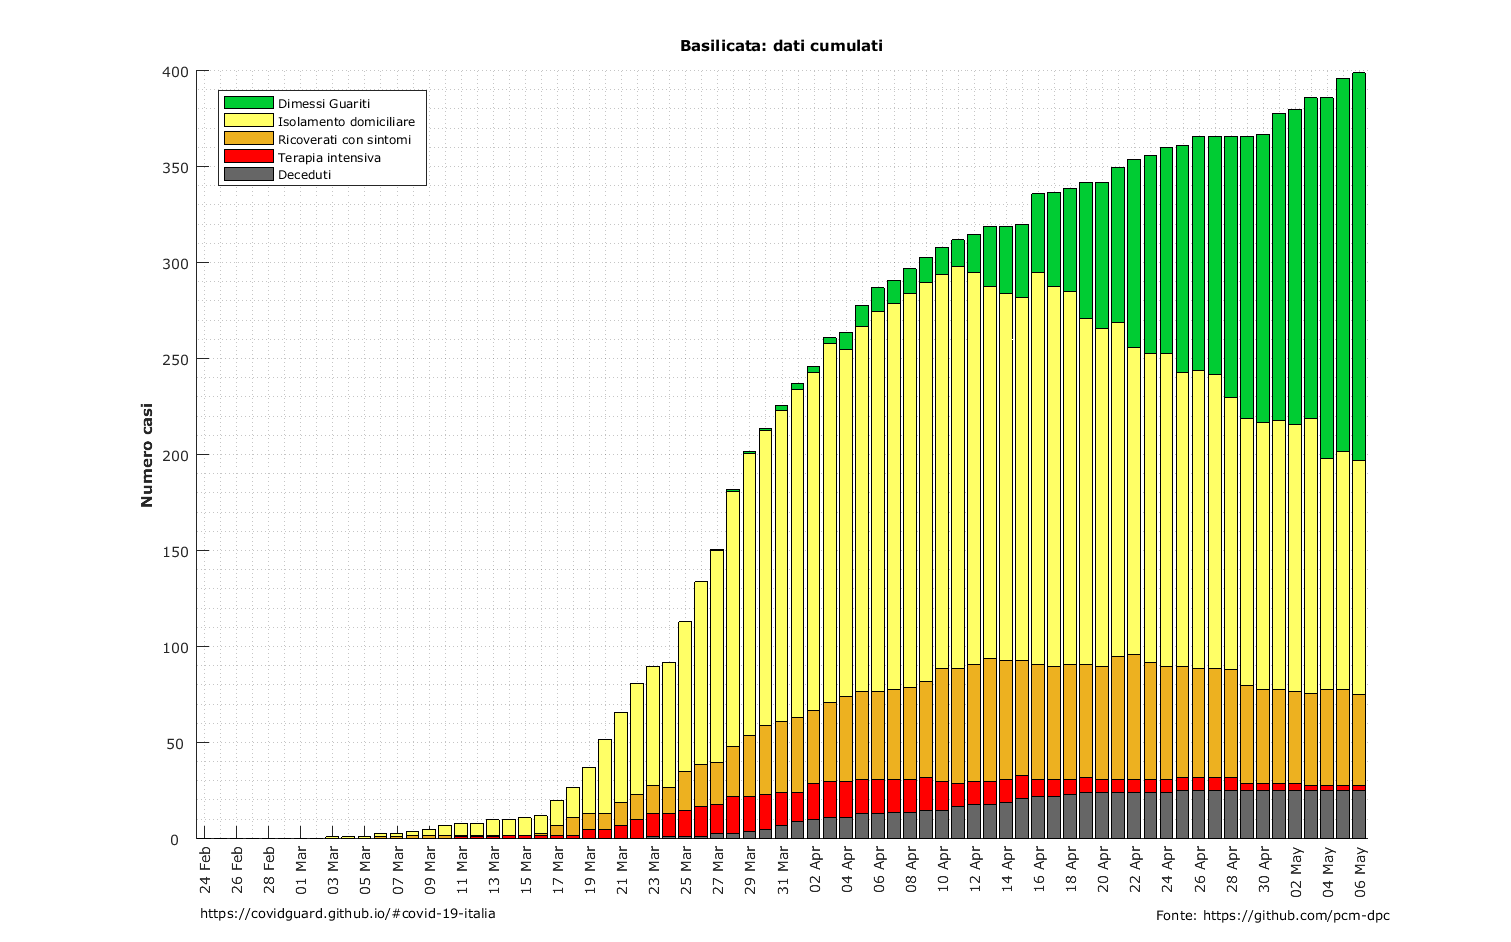 Basilicata: dati cumulati
400
350
300
250
200
150
100
50
0
Numero casi
Dimessi Guariti
Isolamento domiciliare
Ricoverati con sintomi
Terapia intensiva
Deceduti
24 Feb
26 Feb
28 Feb
01 Mar
03 Mar
05 Mar
07 Mar
09 Mar
11 Mar
13 Mar
15 Mar
17 Mar
19 Mar
21 Mar
23 Mar
25 Mar
27 Mar
29 Mar
31 Mar
02 Apr
04 Apr
06 Apr
08 Apr
10 Apr
12 Apr
14 Apr
16 Apr
18 Apr
20 Apr
22 Apr
24 Apr
26 Apr
28 Apr
30 Apr
02 May
04 May
06 May
https://covidguard.github.io/#covid-19-italia
Fonte: https://github.com/pcm-dpc